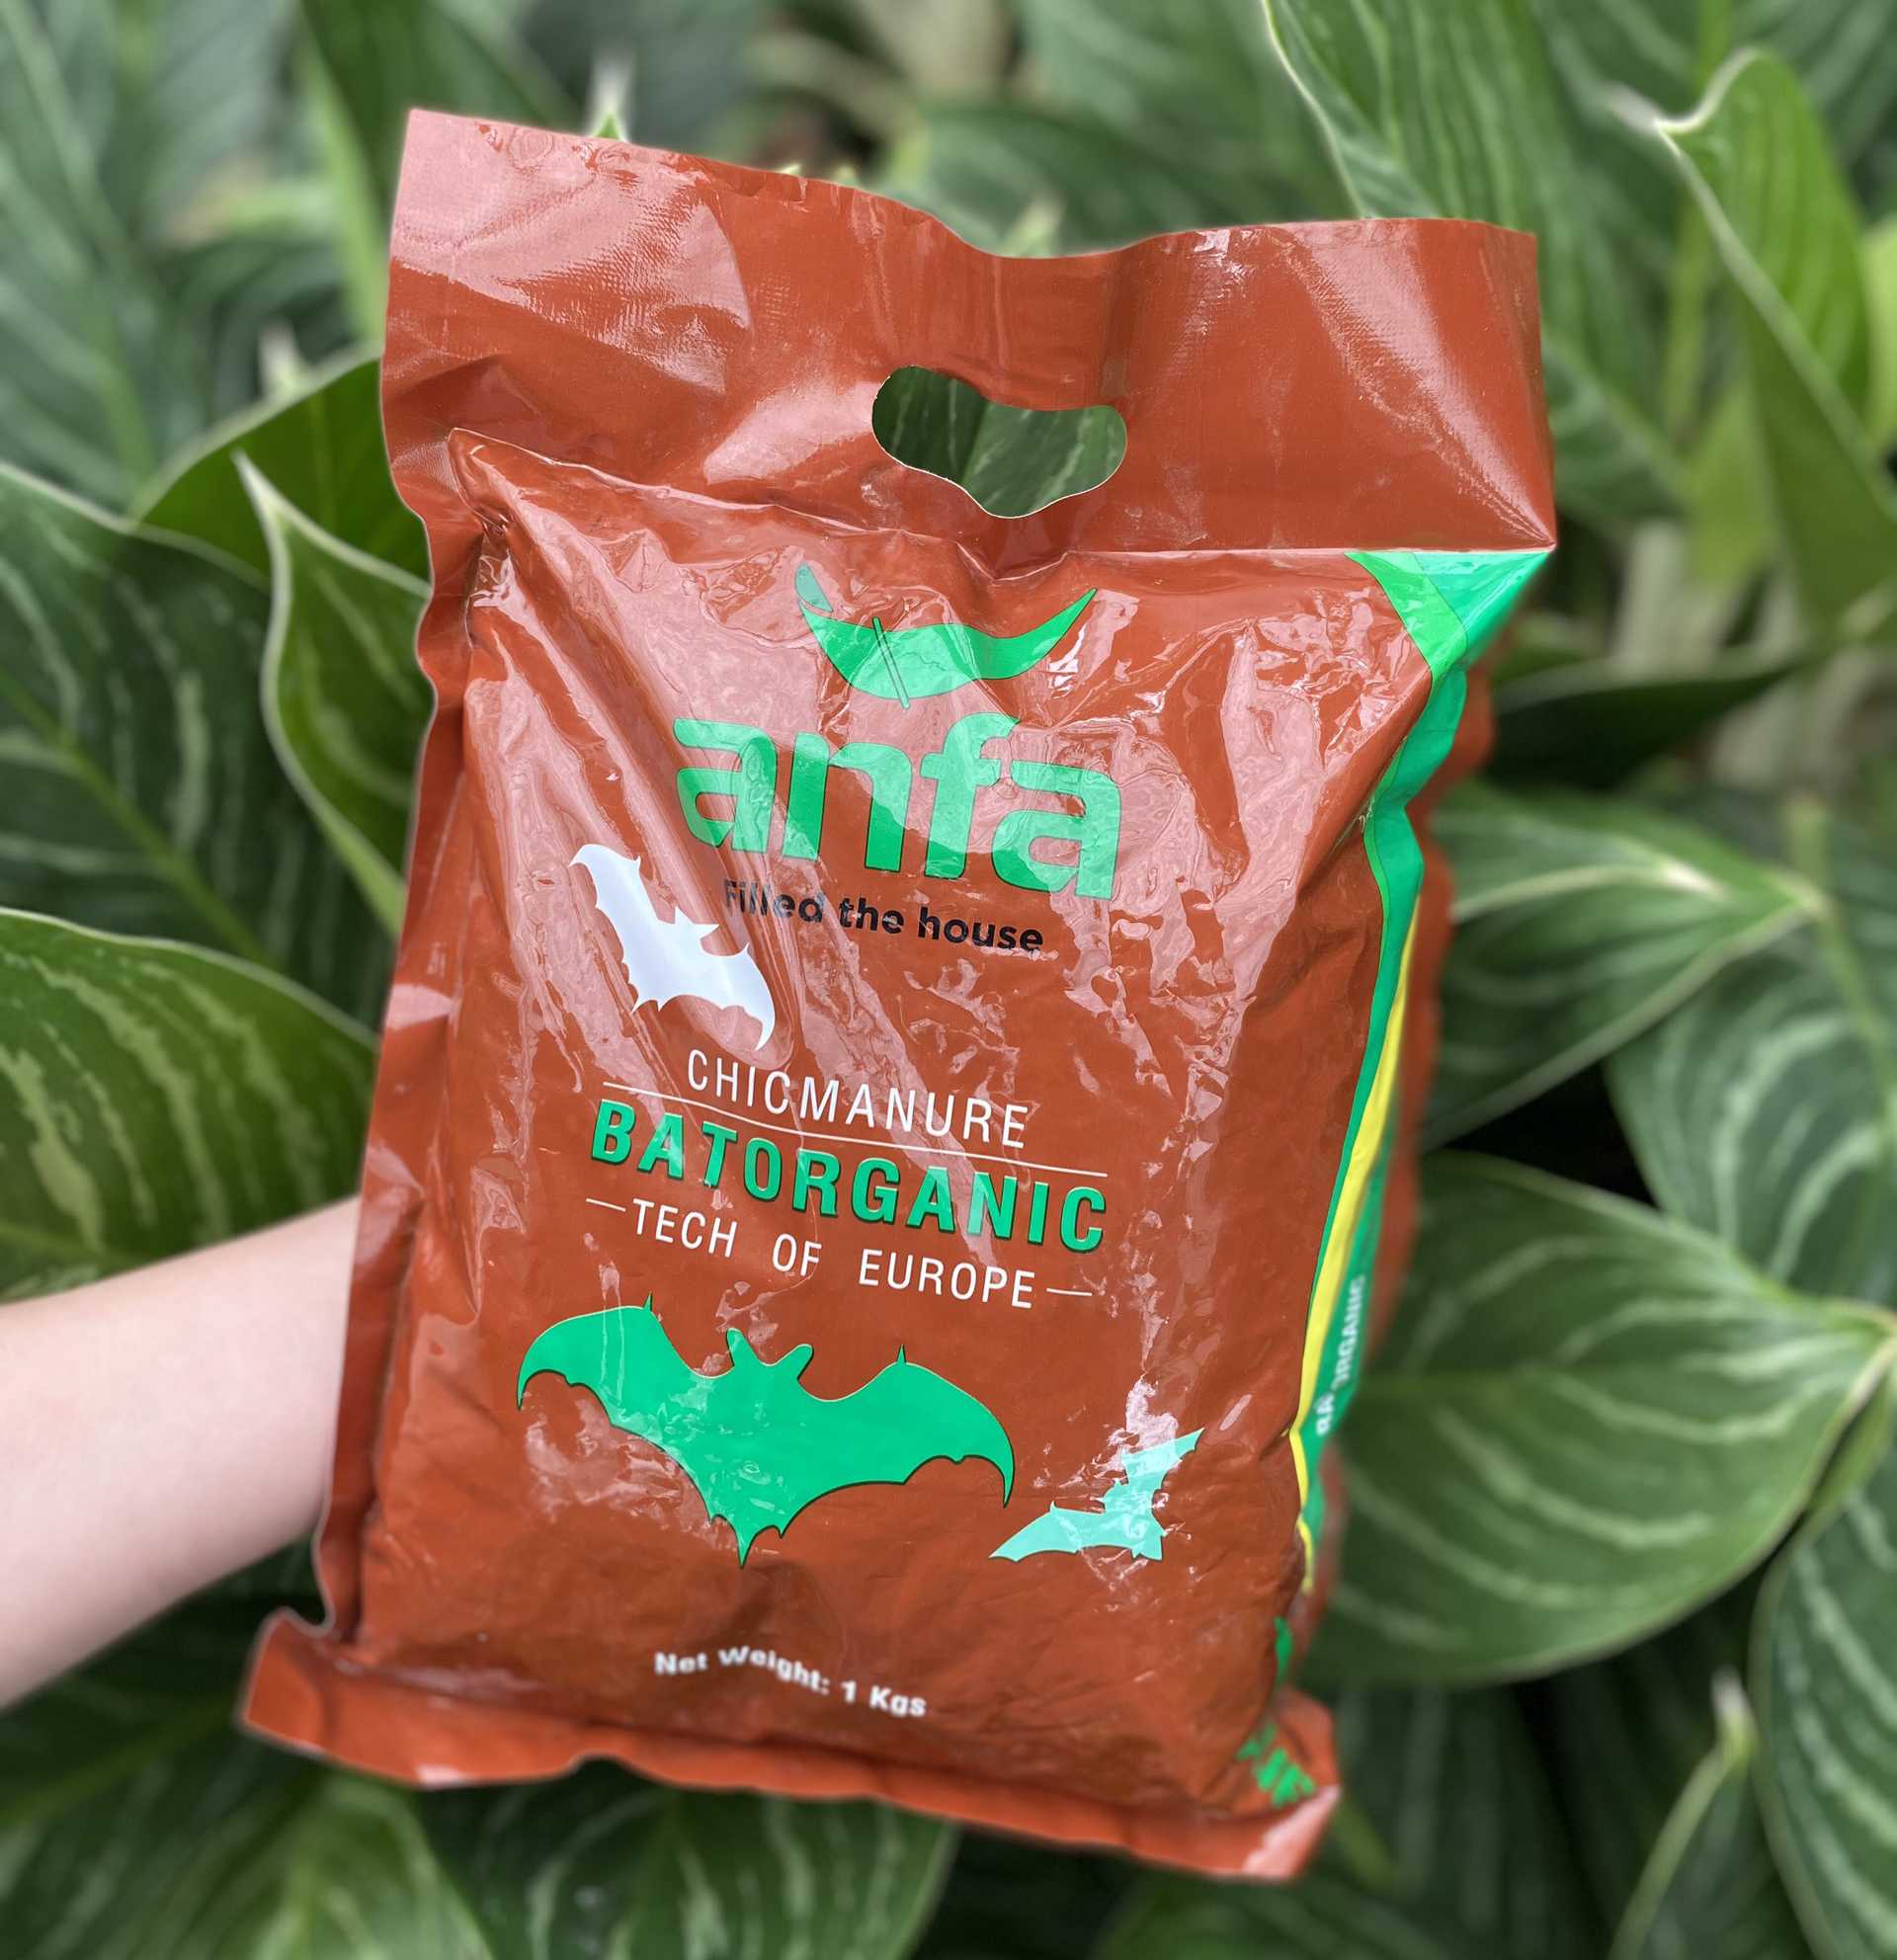 anfa
Filled the house
CHICMANURE
BATORGANIC
TECH OF EUROPE
Net Weight: 1 Kgs